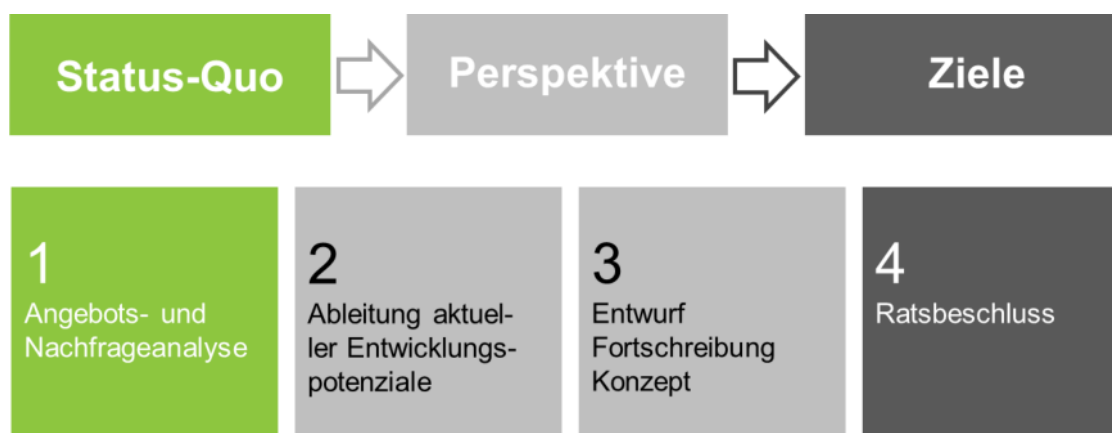 Status-Quo
Perspektive
Ziele
1
Angebots- und
Nachfrageanalyse
2
Ableitung aktuel-
ler Entwicklungs-
potenziale
3
Entwurf
Fortschreibung
Konzept
4
Ratsbeschluss